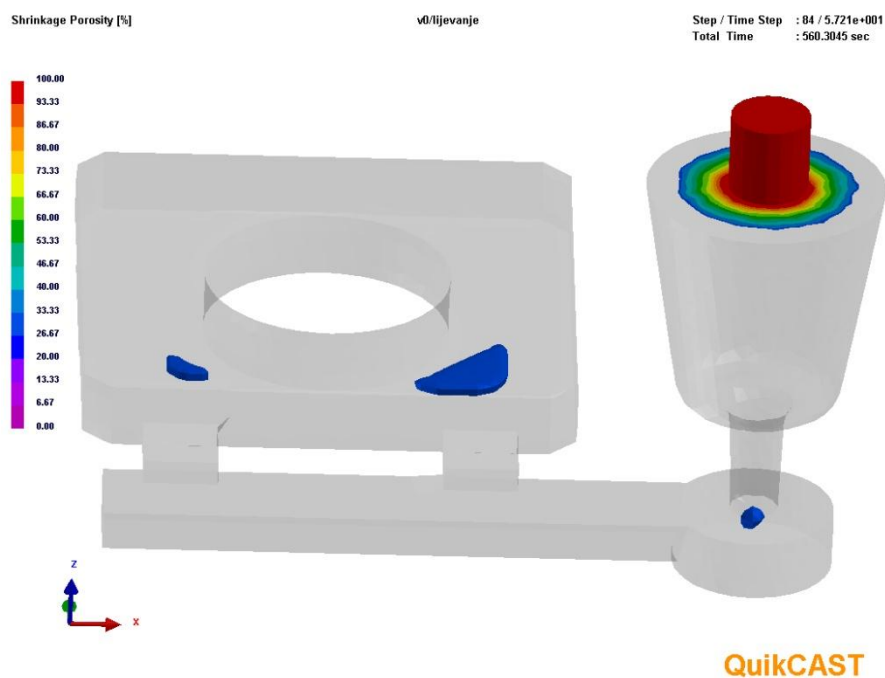 Shrinkage Porosity [%]
v0/lijevanje
Step / Time Step : 84 / 5.721e+001
Total Time : 560.3045 sec
100.00
93.33
86.67
80.00
73.33
66.67
60.00
53.33
46.67
40.00
33.33
26.67
20.00
13.33
6.67
0.00
Z
X
QuikCAST